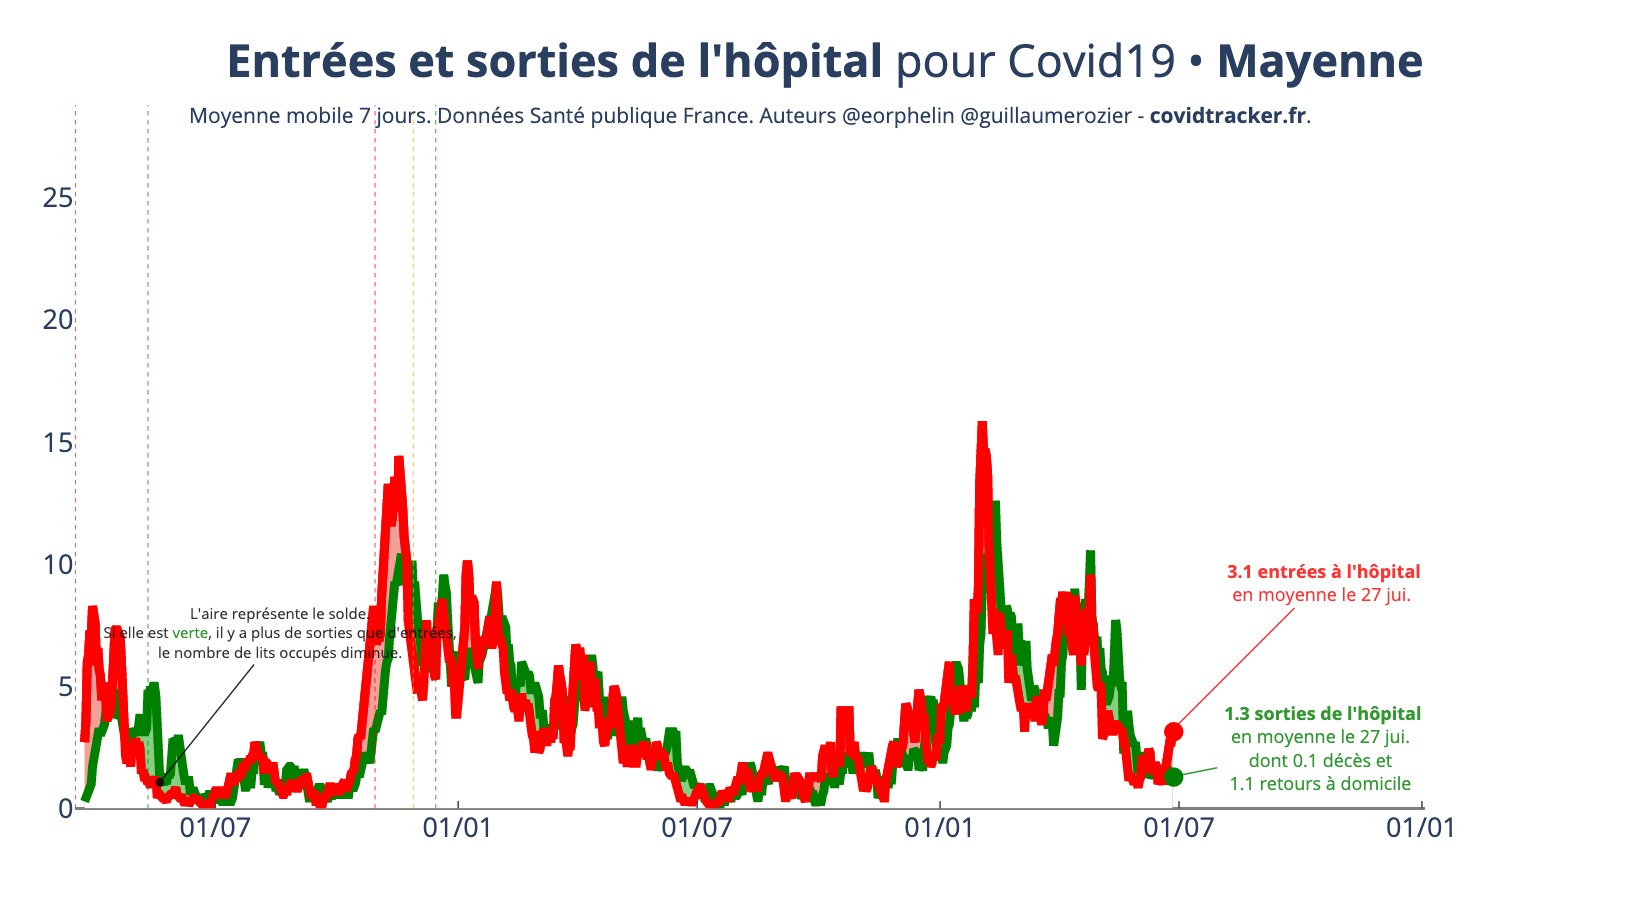 Entrées et sorties de l'hôpital pour Covid19 • Mayenne
Moyenne mobile 7 jours. Données Santé publique France. Auteurs @eorphelin @guillaumerozier - covidtracker.fr.
25
20
15
10
5
0
L'aire représente le solde.
Si elle est verte, il y a plus de sorties que d'entrées,
le nombre de lits occupés diminue.
3.1 entrées à l'hôpital
en moyenne le 27 jui.
1.3 sorties de l'hôpital
en moyenne le 27 jui.
dont 0.1 décès et
1.1 retours à domicile
01/07
01/01
01/07
01/01
01/07
01/01